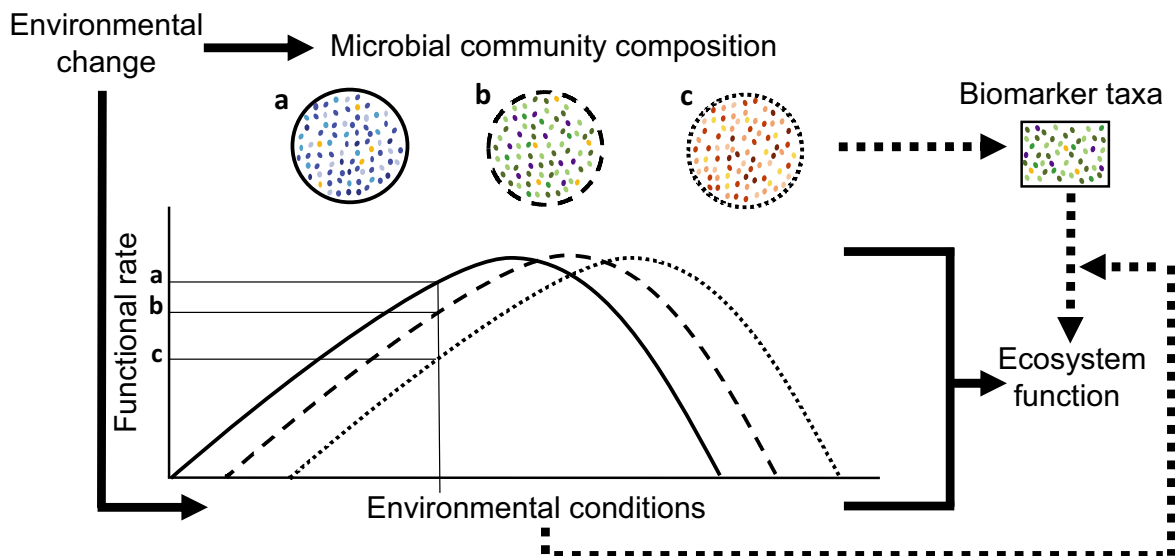 Environmental
change
Microbial community composition
a
b
c
Biomarker taxa
Functional rate
a
b
c
Ecosystem
function
Environmental conditions